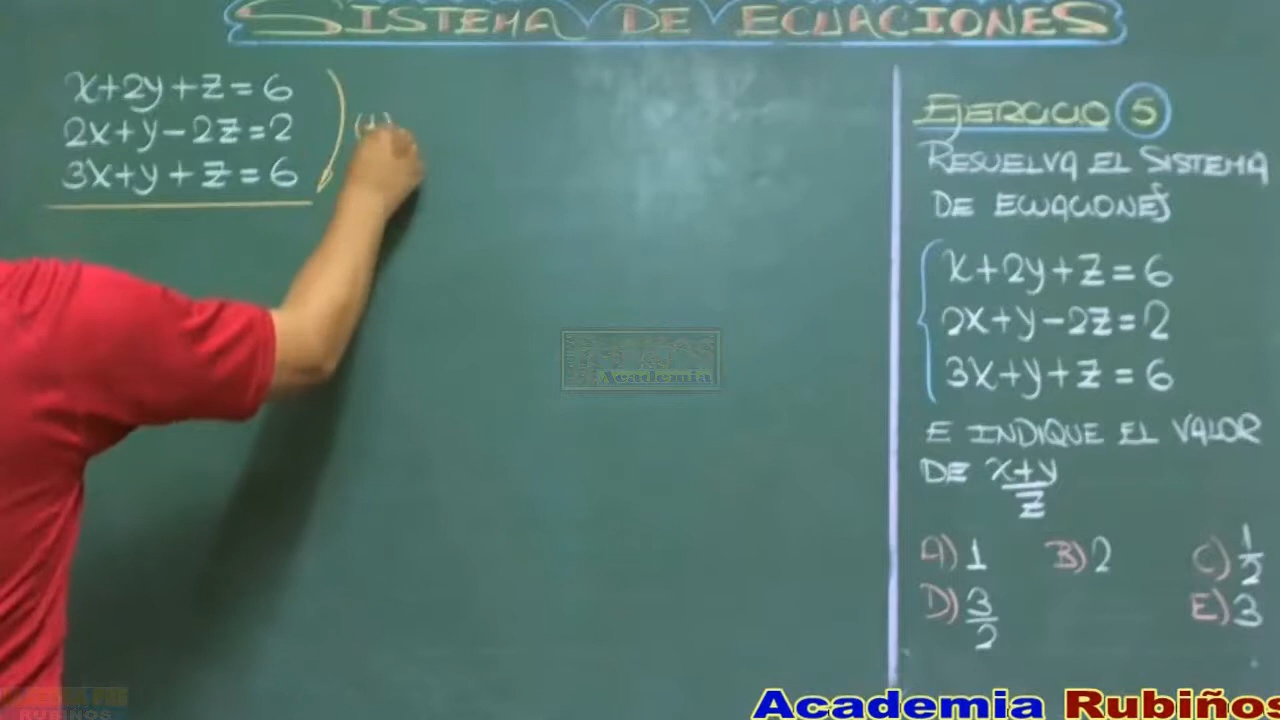 SISTEMA DE ECUACIONES
x+2y+z=6
2x+y-2z=2
3x+y+z=6
(+)
EJERCICIO 5
RESUELVA EL SISTEMA
DE ECUACIONES
x+2y+z=6
2x+y-2z=2
3x+y+z=6
E INDIQUE EL VALOR
DE x+y/z
A) 1 B) 2 C) 1/2
D) 3/2 E) 3
Academia
RUBIÑOS
Academia Rubiños